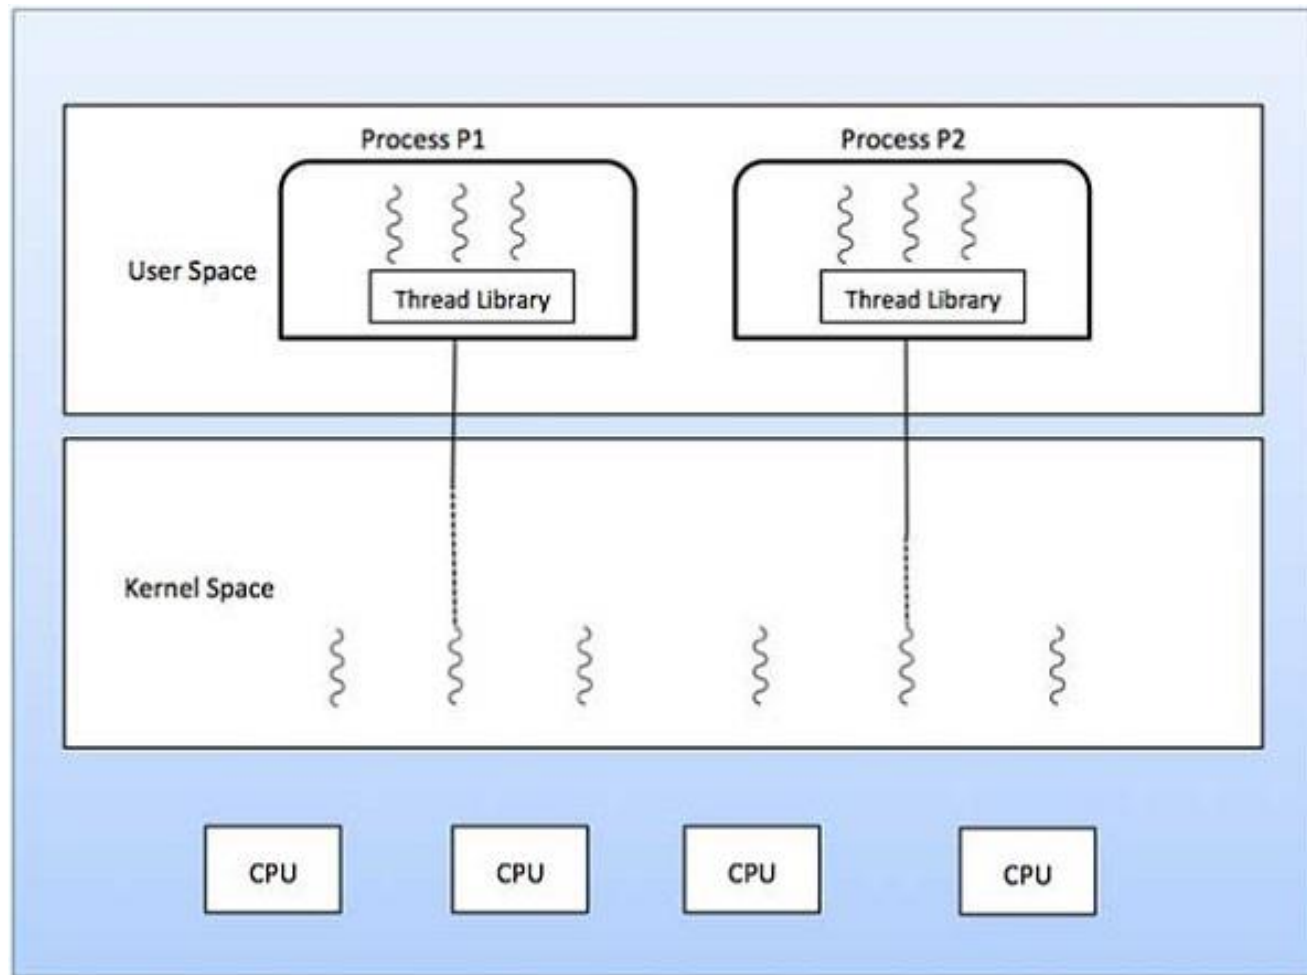 Process P1
Process P2
User Space
Thread Library
Thread Library
Kernel Space
CPU
CPU
CPU
CPU